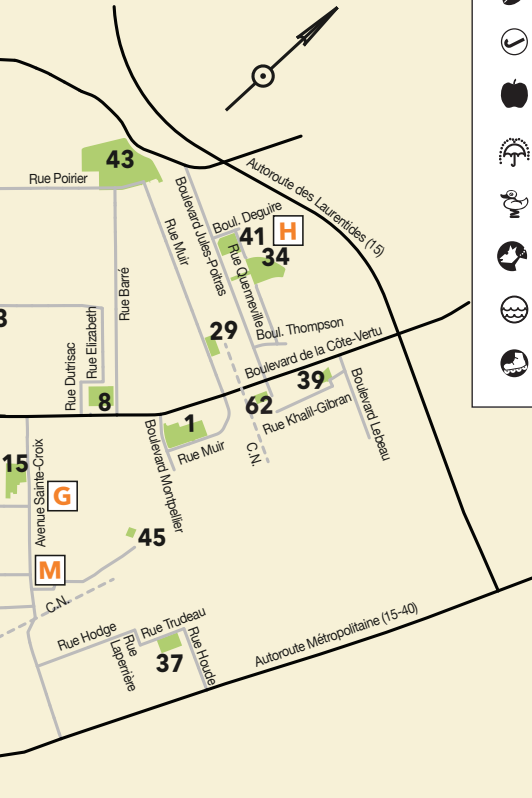 43
Rue Poirier
Autoroute des Laurentides (15)
Boulevard Jules-Poitras
Boul. Deguire
H
41
34
Rue Muir
Rue Quenneville
Rue Barré
3
29
Boul. Thompson
Rue Elizabeth
Rue Dutrisac
Boulevard de la Côte-Vertu
39
8
62
Rue Khalil-Gibran
Boulevard Lebeau
1
Rue Muir
C.N.
Boulevard Montpellier
15
Avenue Sainte-Croix
G
45
M
C.N.
Rue Hodge
Rue Trudeau
Rue
Laperrière
Rue Houde
37
Autoroute Métropolitaine (15-40)